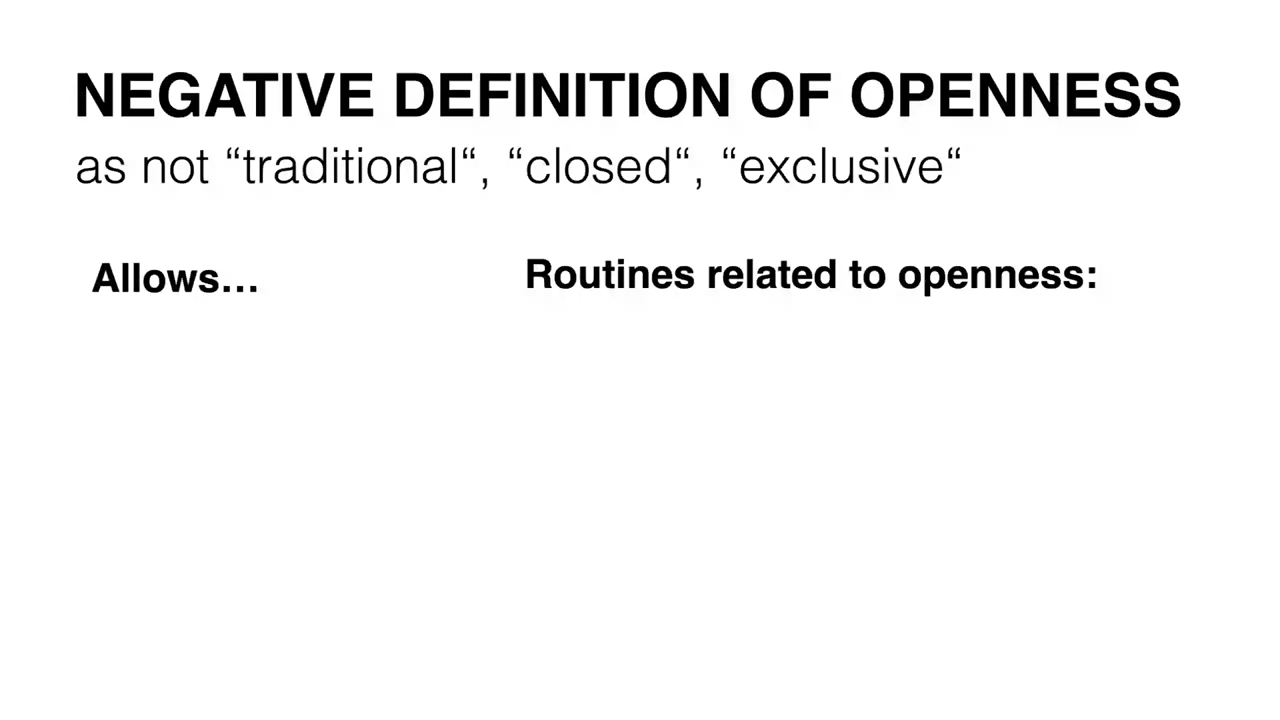 NEGATIVE DEFINITION OF OPENNESS
as not “traditional“, “closed“, “exclusive“
Allows…
Routines related to openness: